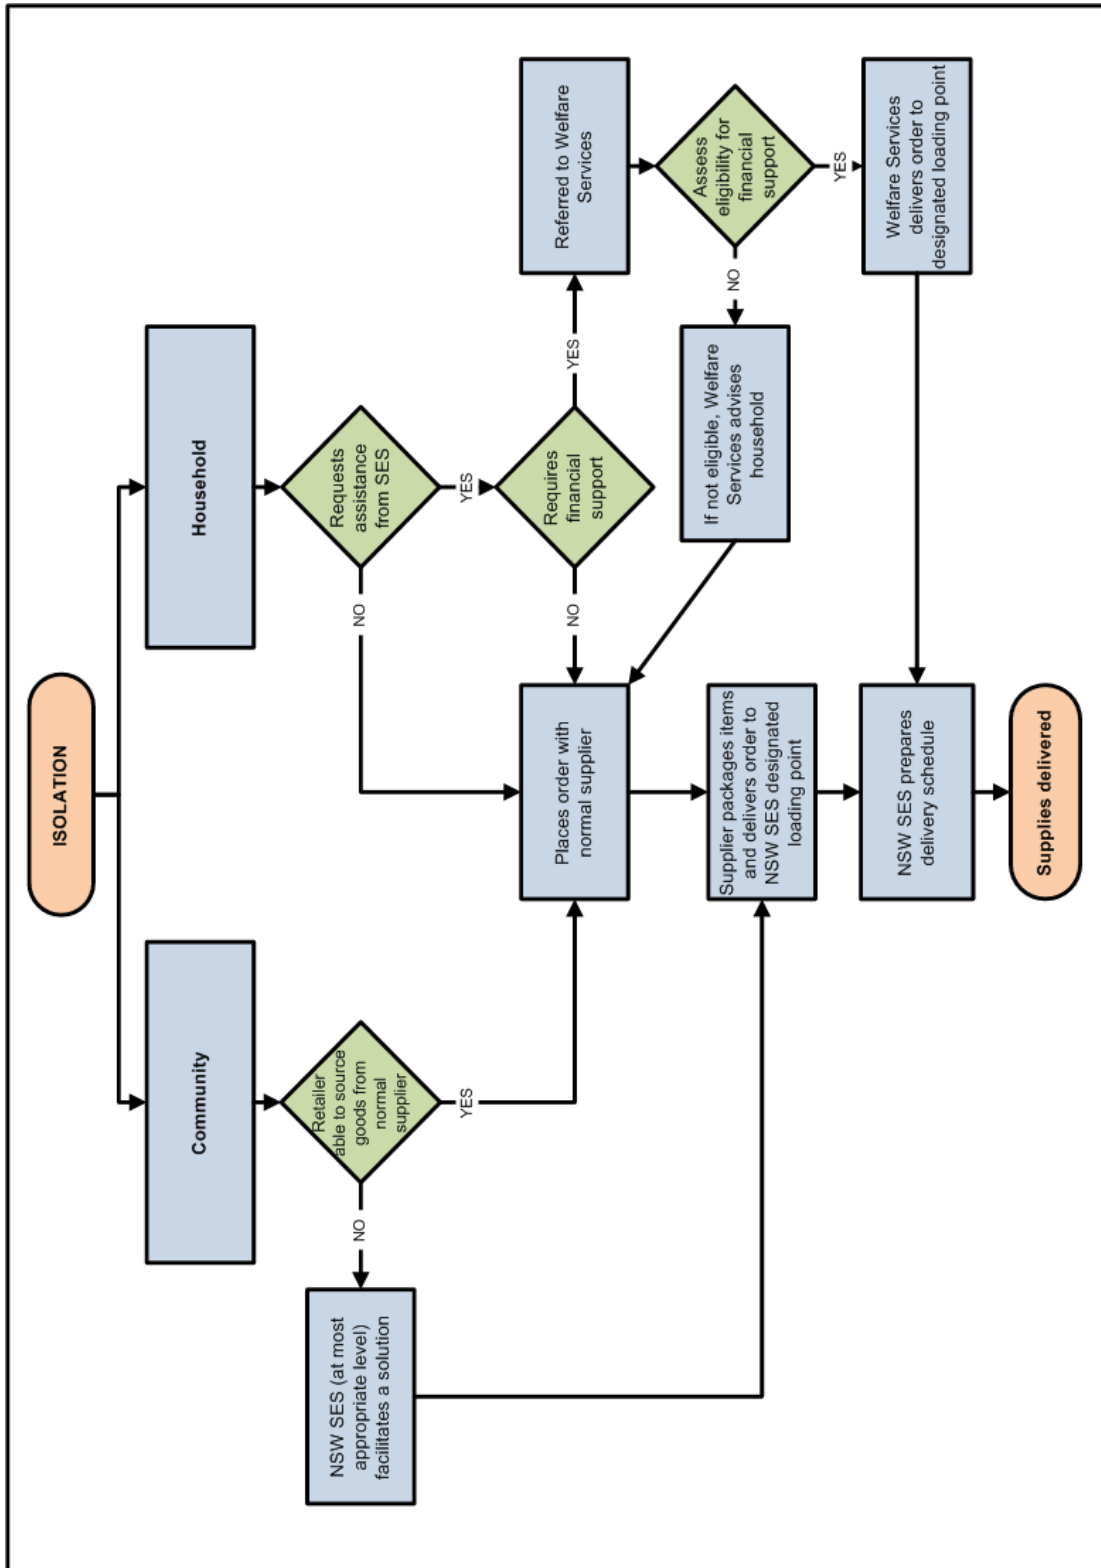 ISOLATION
Community
Household
Retailer
able to source
goods from
normal
supplier
YES
NO
NSW SES (at most
appropriate level)
facilitates a solution
Requests
assistance
from SES
NO
YES
Requires
financial
support
NO
YES
Referred to Welfare
Services
Assess
eligibility for
financial
support
NO
YES
If not eligible, Welfare
Services advises
household
Welfare Services
delivers order to
designated loading point
Places order with
normal supplier
Supplier packages items
and delivers order to
NSW SES designated
loading point
NSW SES prepares
delivery schedule
Supplies delivered